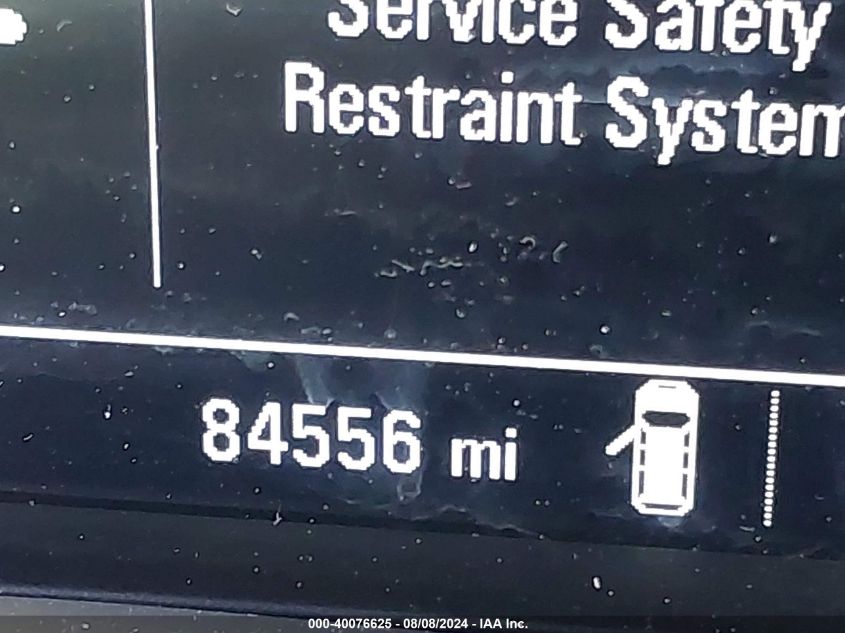 Service Safety
Restraint System
84556 mi
000-40076625 - 08/08/2024 - IAA Inc.